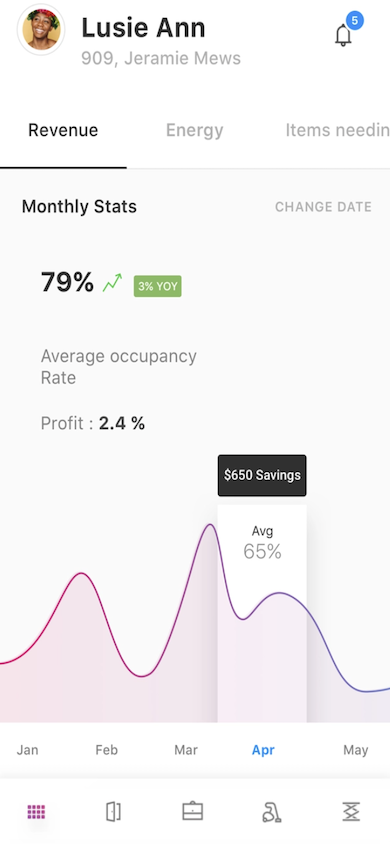 Lusie Ann
5
909, Jeramie Mews
Revenue
Energy
Items needin
Monthly Stats
CHANGE DATE
79%
3% YOY
Average occupancy
Rate
Profit : 2.4 %
$650 Savings
Avg
65%
Jan
Feb
Mar
Apr
May